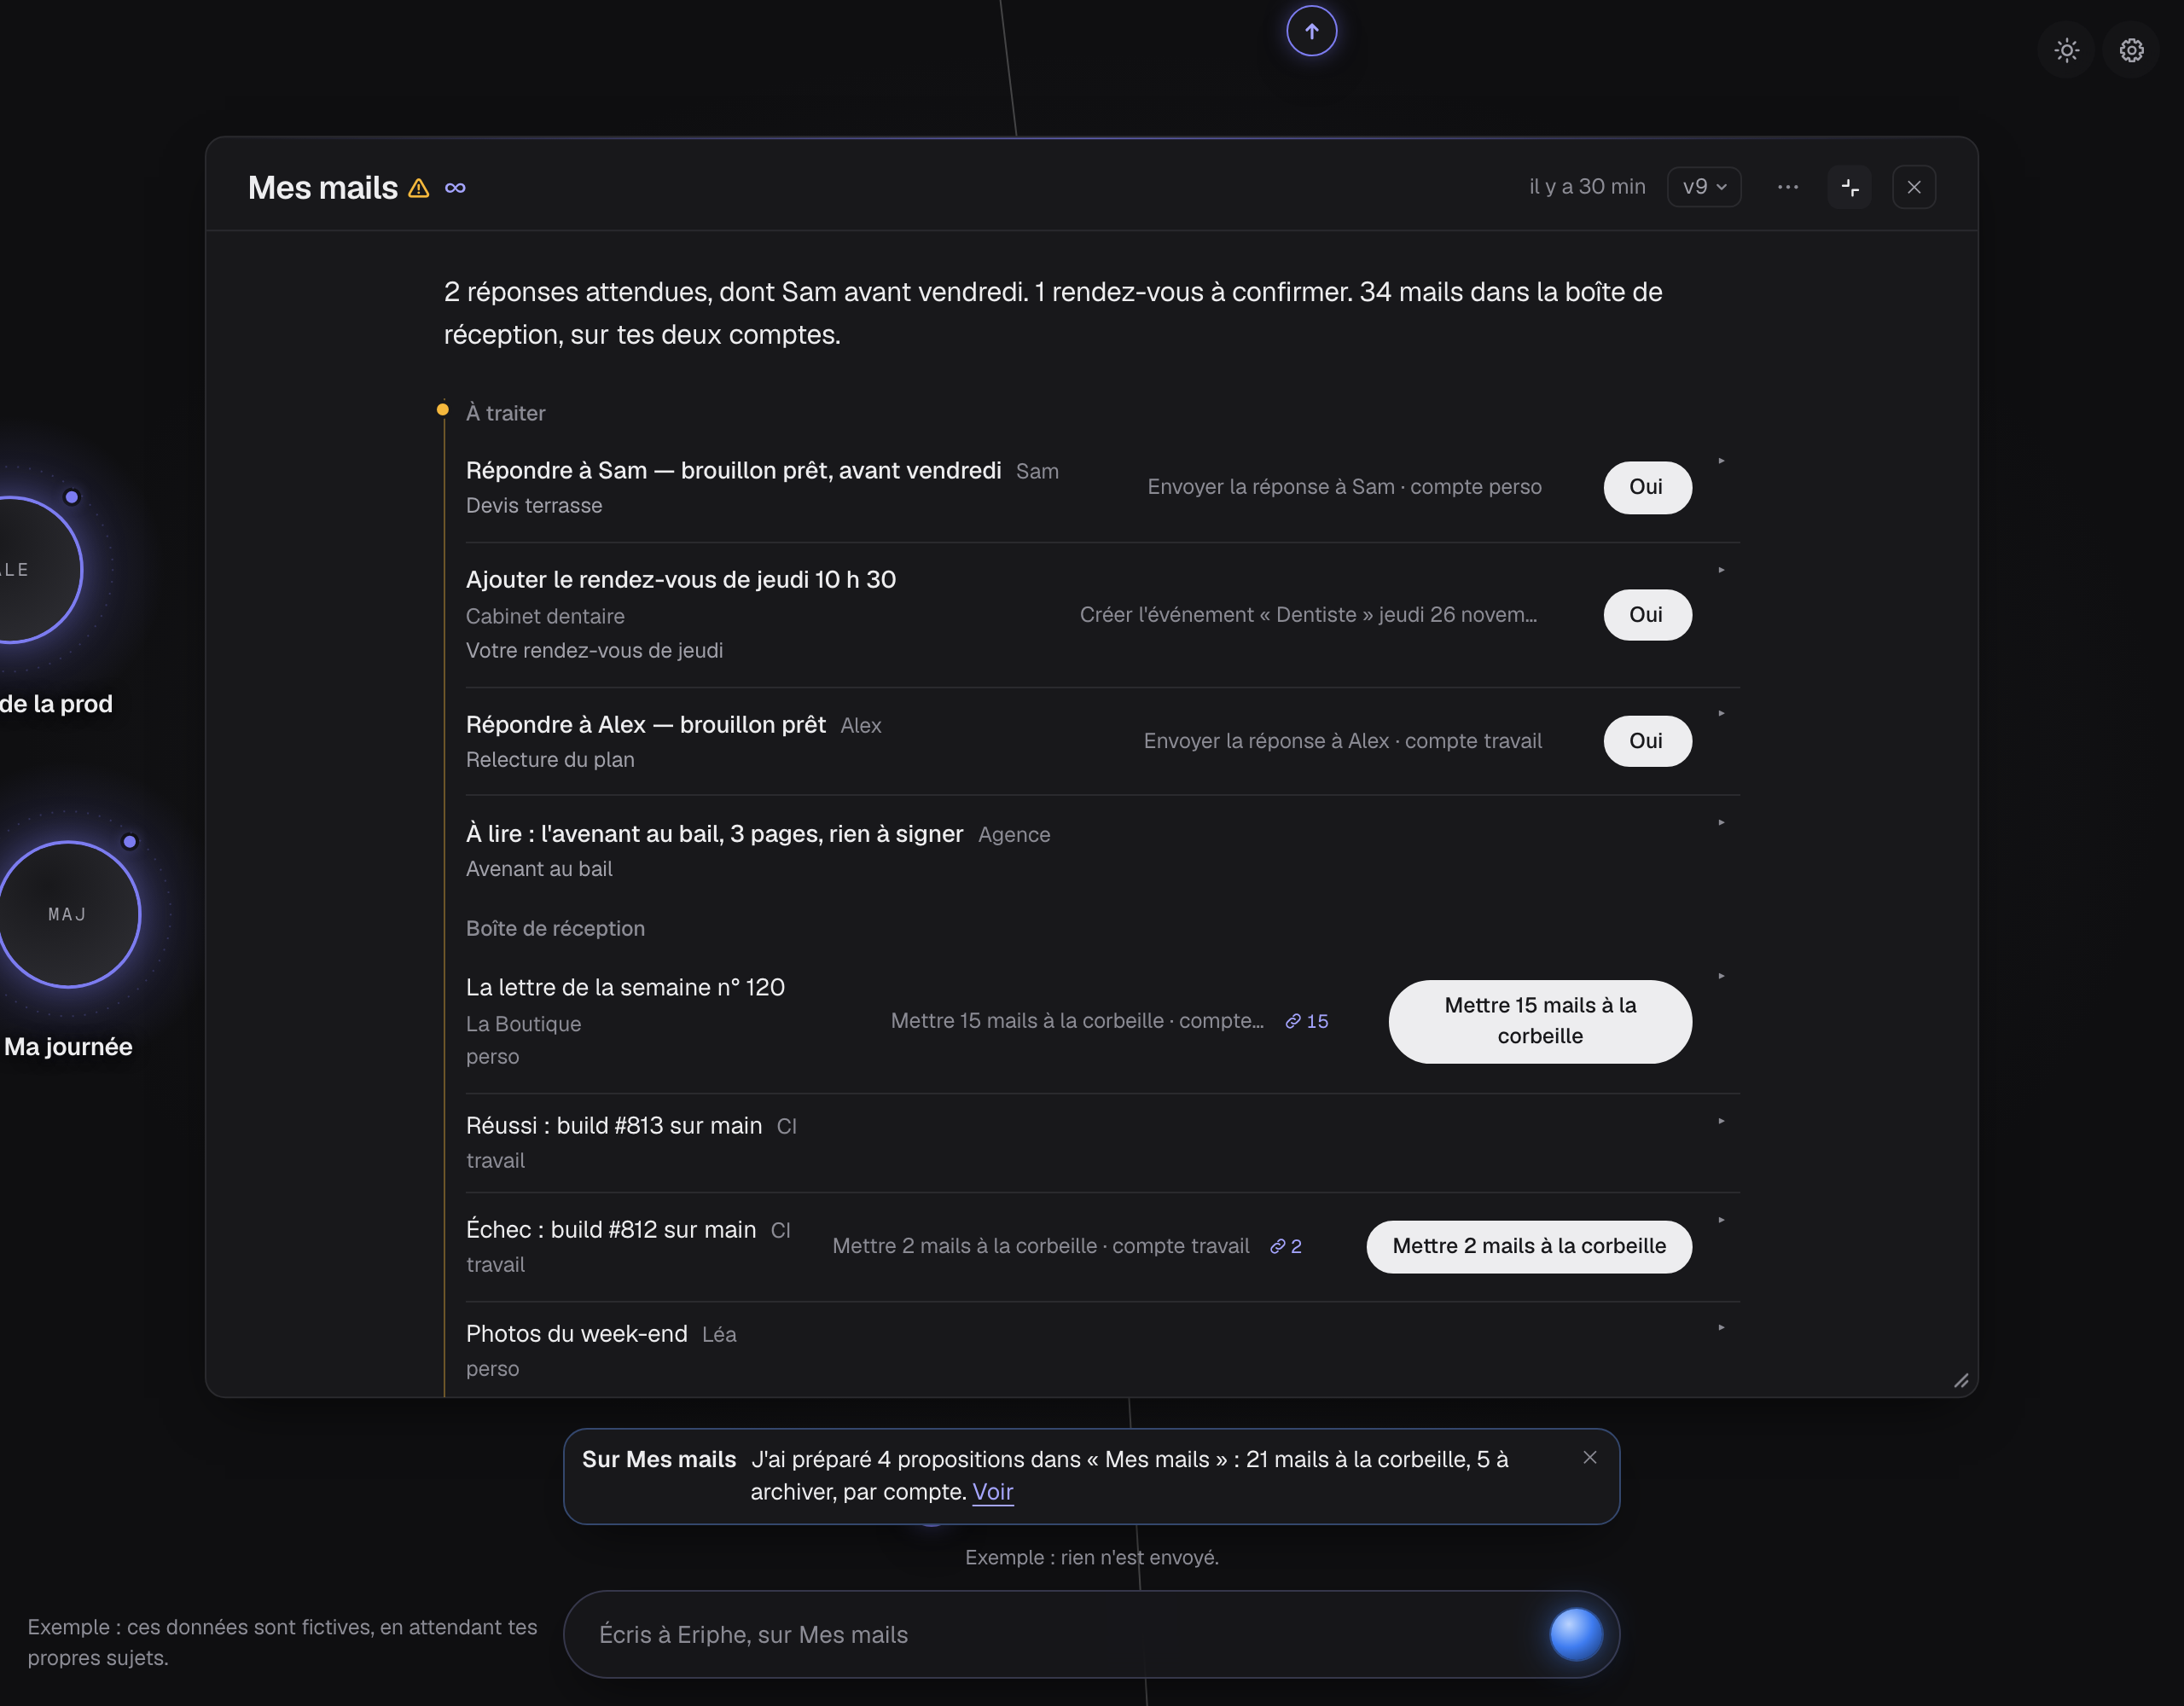 Mes mails
il y a 30 min
v9
2 réponses attendues, dont Sam avant vendredi. 1 rendez-vous à confirmer. 34 mails dans la boîte de
réception, sur tes deux comptes.
À traiter
Répondre à Sam — brouillon prêt, avant vendredi Sam
Devis terrasse
Envoyer la réponse à Sam · compte perso
Oui
Ajouter le rendez-vous de jeudi 10 h 30
Cabinet dentaire
Votre rendez-vous de jeudi
Créer l'événement « Dentiste » jeudi 26 novem…
Oui
Répondre à Alex — brouillon prêt Alex
Relecture du plan
Envoyer la réponse à Alex · compte travail
Oui
À lire : l'avenant au bail, 3 pages, rien à signer Agence
Avenant au bail
Boîte de réception
La lettre de la semaine n° 120
La Boutique
perso
Mettre 15 mails à la corbeille · compte… 15
Mettre 15 mails à la
corbeille
Réussi : build #813 sur main CI
travail
Échec : build #812 sur main CI
travail
Mettre 2 mails à la corbeille · compte travail 2
Mettre 2 mails à la corbeille
Photos du week-end Léa
perso
LE
de la prod
MAJ
Ma journée
Sur Mes mails J'ai préparé 4 propositions dans « Mes mails » : 21 mails à la corbeille, 5 à
archiver, par compte. Voir
Exemple : rien n'est envoyé.
Écris à Eriphe, sur Mes mails
Exemple : ces données sont fictives, en attendant tes
propres sujets.